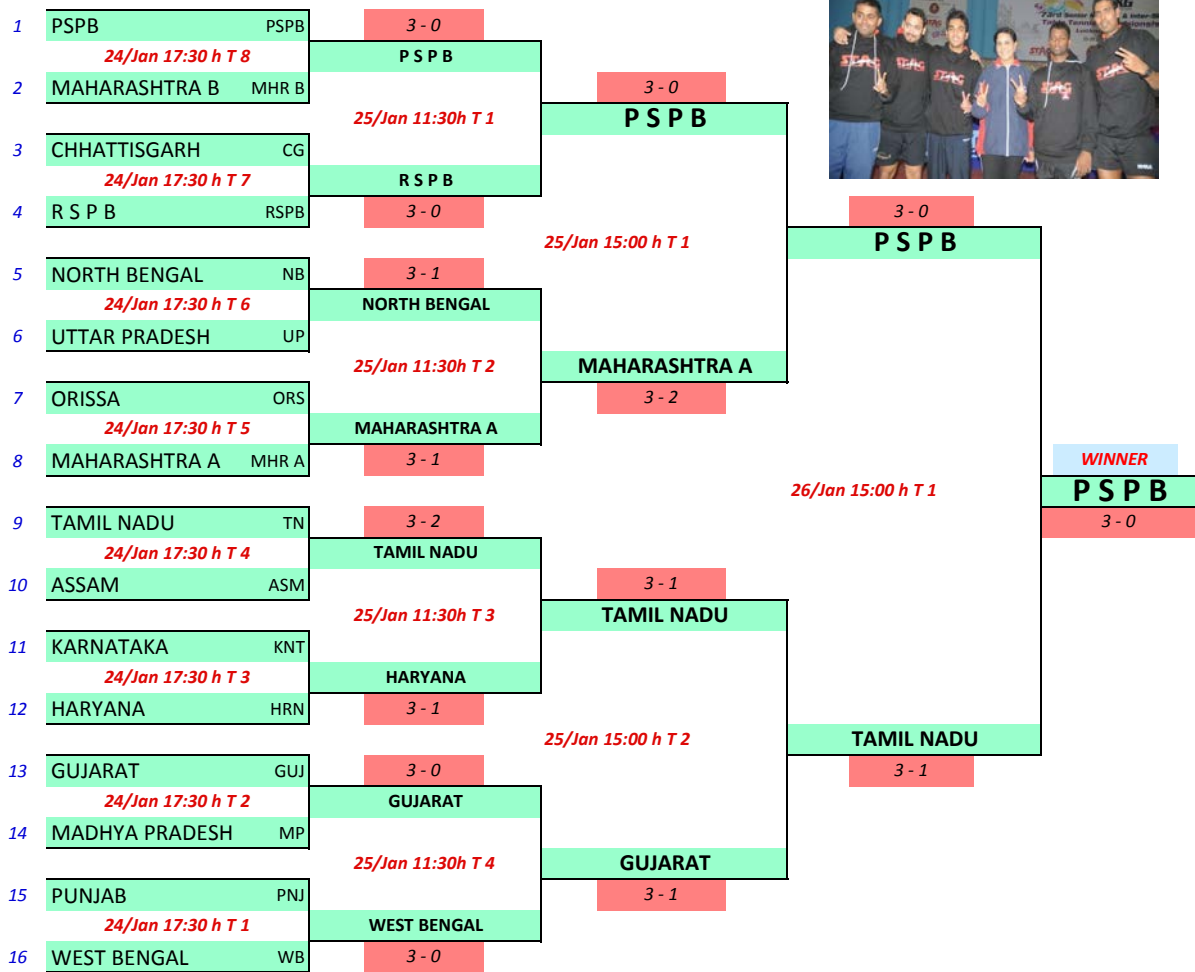 1 PSPB PSPB 3 - 0
24/Jan 17:30 h T 8 P S P B
2 MAHARASHTRA B MHR B 3 - 0
25/Jan 11:30h T 1 P S P B
3 CHHATTISGARH CG
24/Jan 17:30 h T 7 R S P B
4 R S P B RSPB 3 - 0 3 - 0
25/Jan 15:00 h T 1 P S P B
5 NORTH BENGAL NB 3 - 1
24/Jan 17:30 h T 6 NORTH BENGAL
6 UTTAR PRADESH UP
25/Jan 11:30h T 2 MAHARASHTRA A
7 ORISSA ORS 3 - 2
24/Jan 17:30 h T 5 MAHARASHTRA A
8 MAHARASHTRA A MHR A 3 - 1 WINNER
26/Jan 15:00 h T 1 P S P B
9 TAMIL NADU TN 3 - 2 3 - 0
24/Jan 17:30 h T 4 TAMIL NADU
10 ASSAM ASM 3 - 1
25/Jan 11:30h T 3 TAMIL NADU
11 KARNATAKA KNT
24/Jan 17:30 h T 3 HARYANA
12 HARYANA HRN 3 - 1
25/Jan 15:00 h T 2 TAMIL NADU
13 GUJARAT GUJ 3 - 0 3 - 1
24/Jan 17:30 h T 2 GUJARAT
14 MADHYA PRADESH MP
25/Jan 11:30h T 4 GUJARAT
15 PUNJAB PNJ 3 - 1
24/Jan 17:30 h T 1 WEST BENGAL
16 WEST BENGAL WB 3 - 0
STAG
73rd Senior
STAG
STAG
STAG